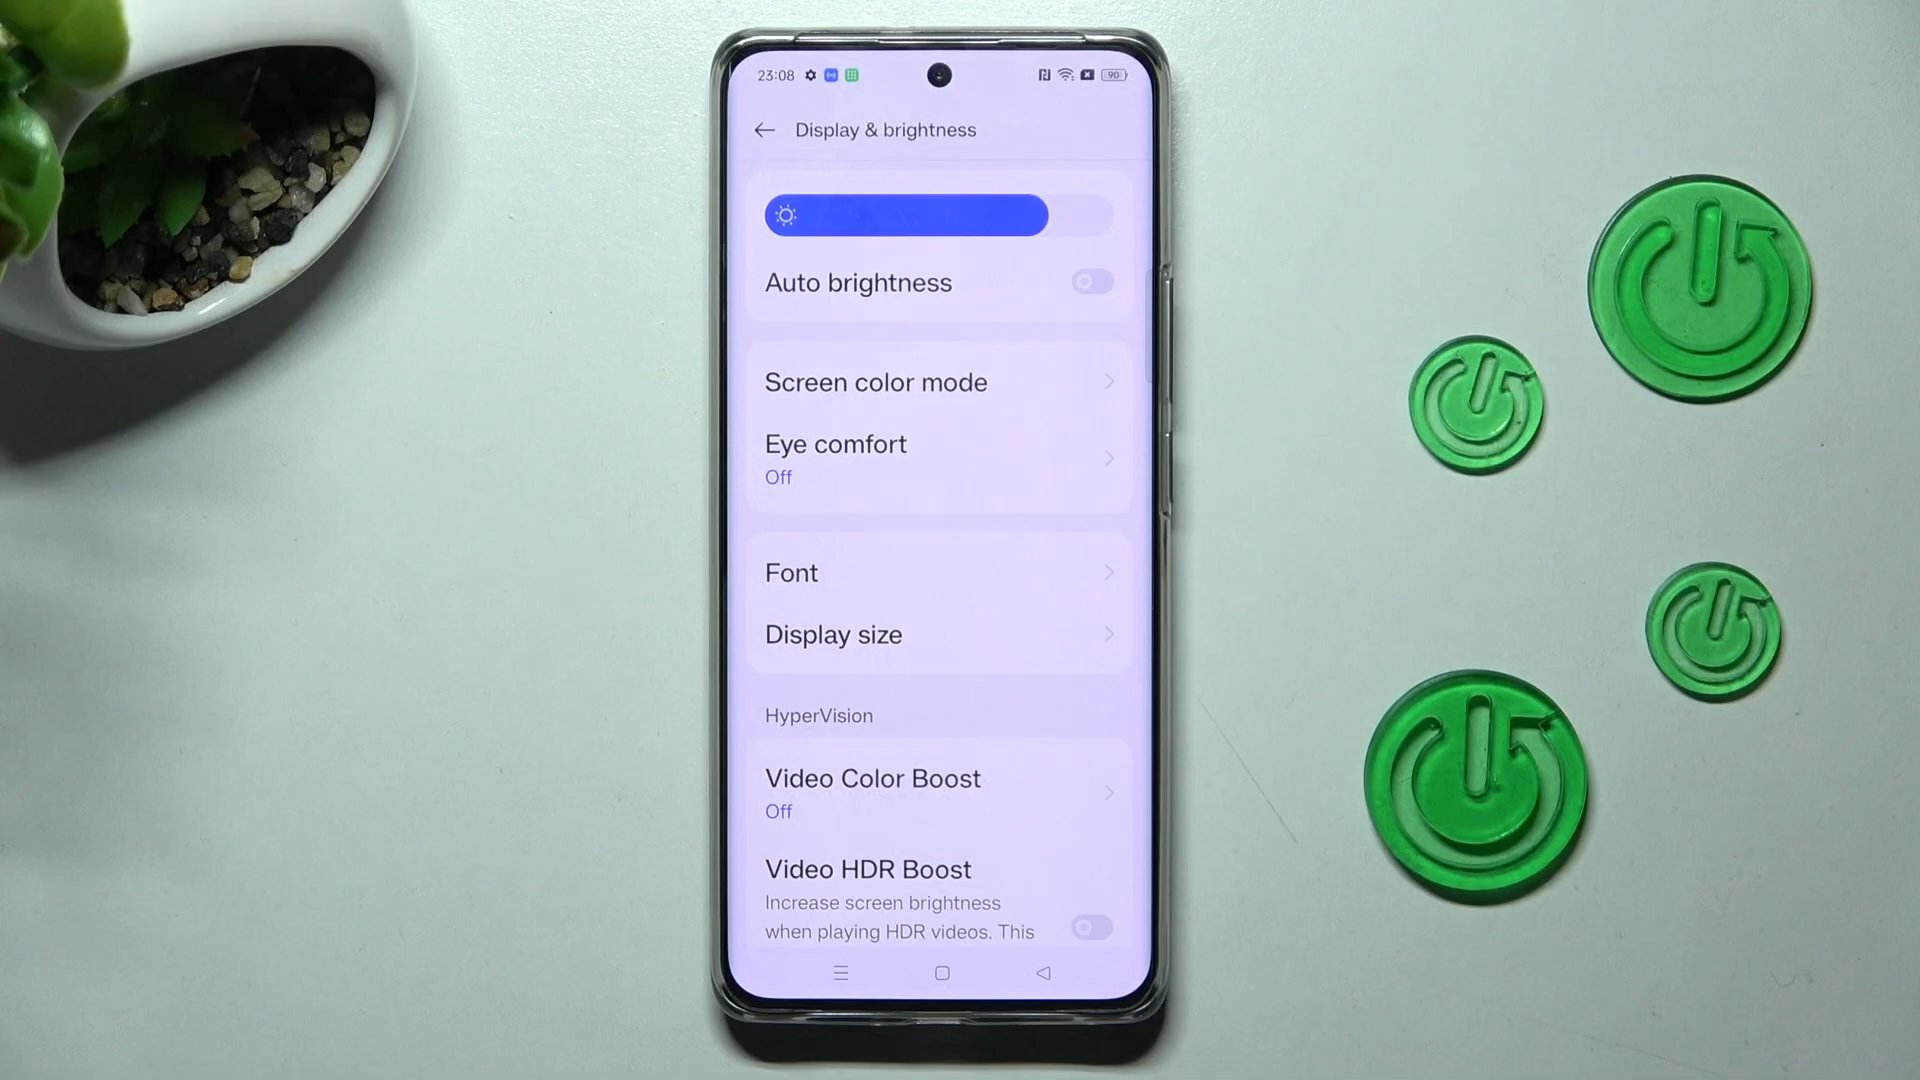 23:08
90
Display & brightness
Auto brightness
Screen color mode
Eye comfort
Off
Font
Display size
HyperVision
Video Color Boost
Off
Video HDR Boost
Increase screen brightness
when playing HDR videos. This